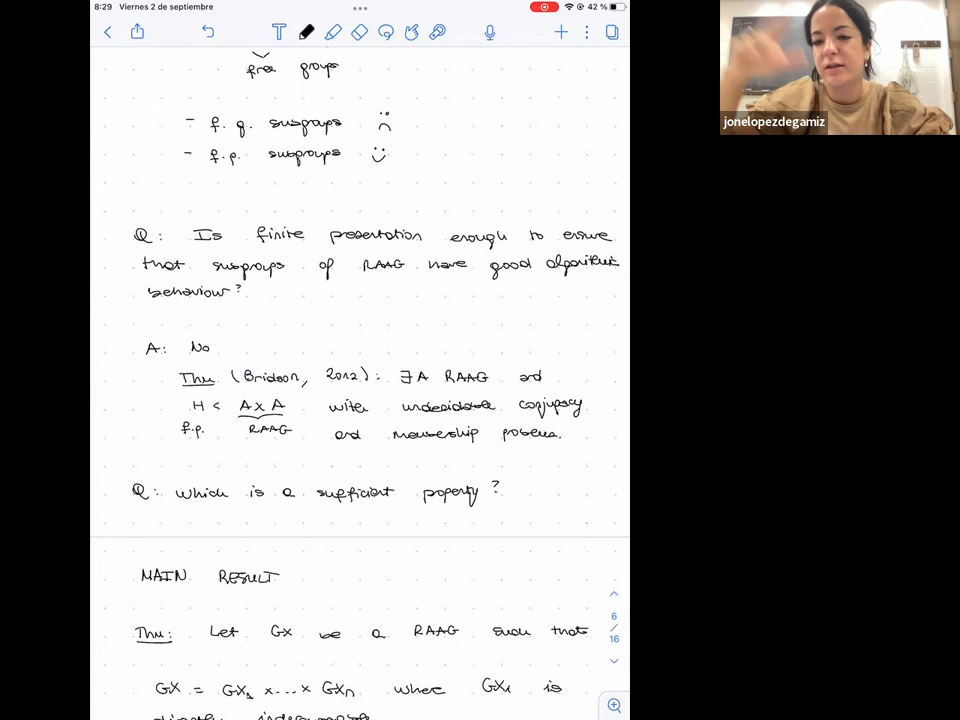 8:29 Viernes 2 de septiembre
42 %
free groups
- f. g. subgroups
- f.p. subgroups
Q: Is finite presentation enough to ensure
that subgroups of RAAG have good algorithmic
behaviour?
A: No
Thm (Bridson, 2012): ∃ A RAAG and
H < A x A with undecidable conjugacy
f.p. RAAG and membership problem.
Q: which is a sufficient property?
MAIN RESULT
Thm: Let GX be a RAAG such that
GX = GX₁ x ... x GXn where GXi is
directly indecomposable
6
/
16
jonelopezdegamiz